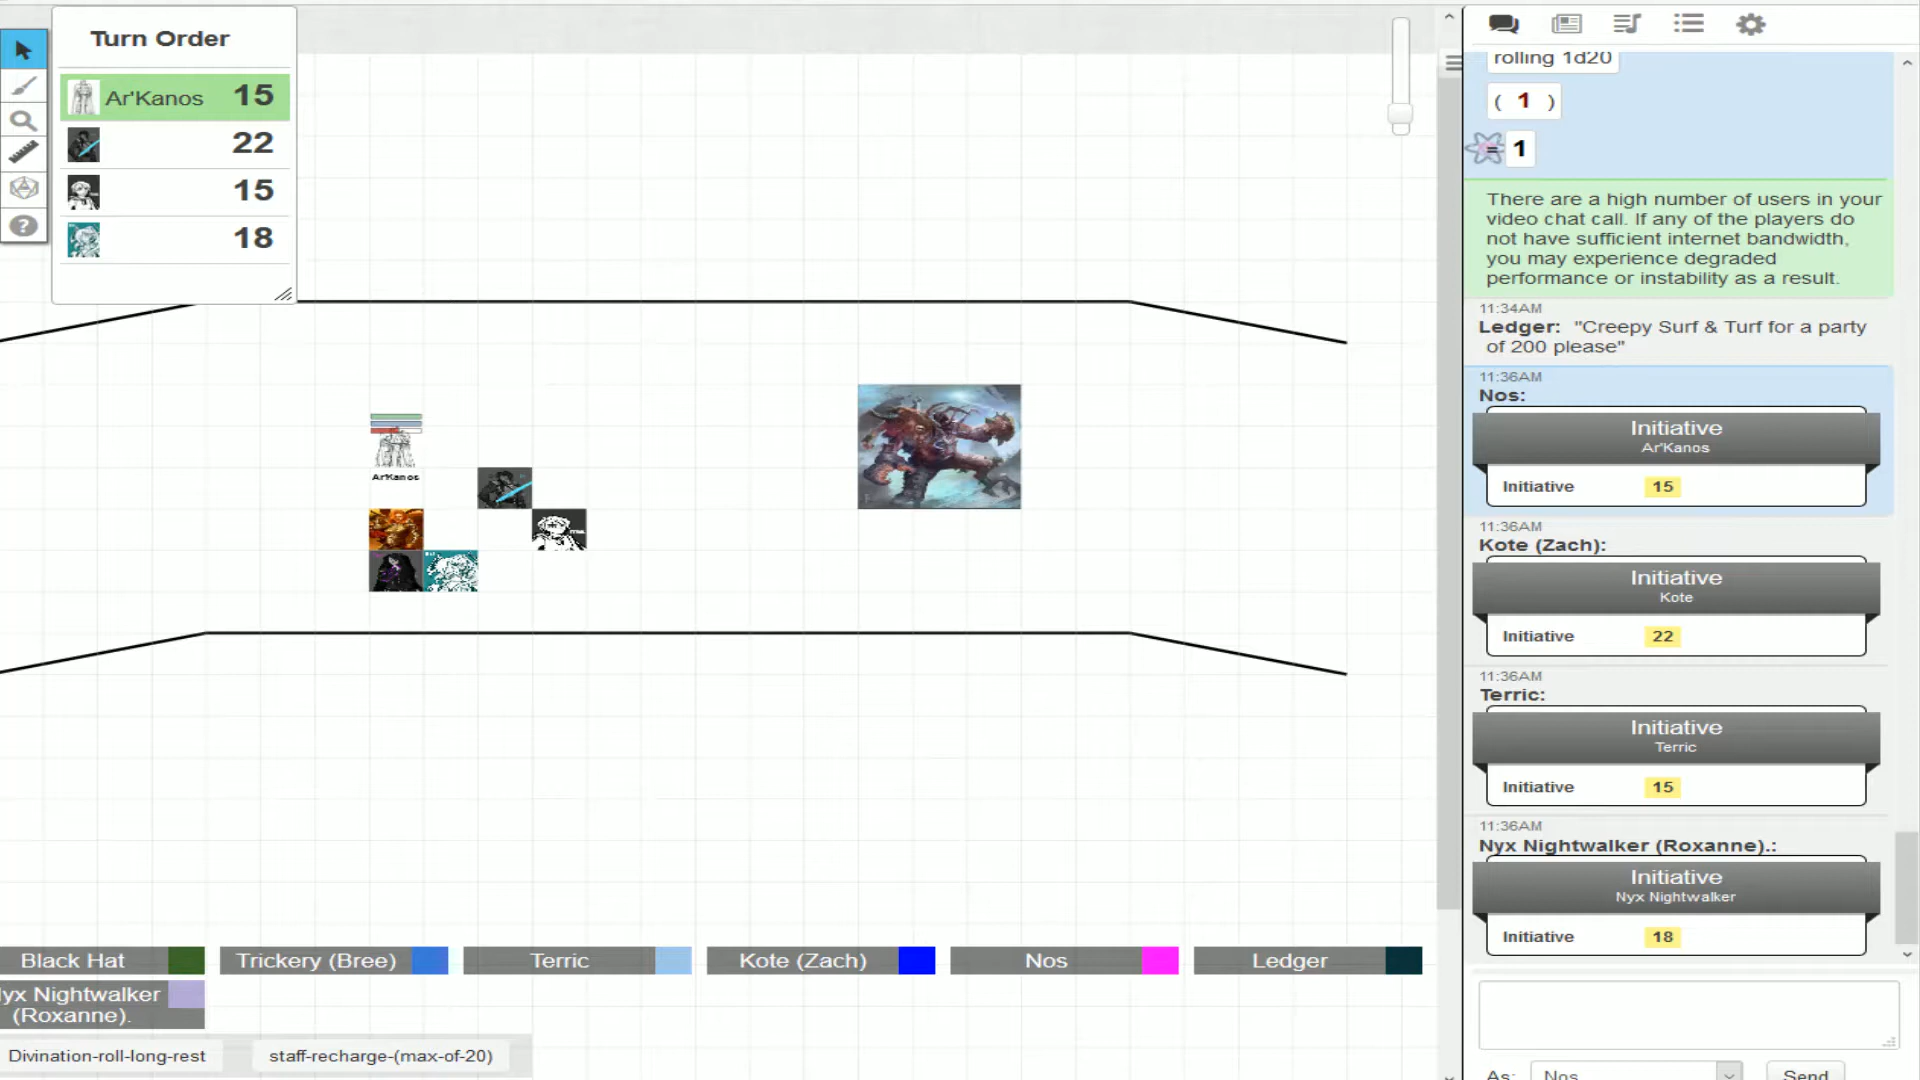 Turn Order
Ar'Kanos 15
22
15
18
Ar'Kanos
rolling 1d20
( 1 )
= 1
There are a high number of users in your
video chat call. If any of the players do
not have sufficient internet bandwidth,
you may experience degraded
performance or instability as a result.
11:34AM
Ledger: "Creepy Surf & Turf for a party
of 200 please"
11:36AM
Nos:
Initiative
Ar'Kanos
Initiative 15
11:36AM
Kote (Zach):
Initiative
Kote
Initiative 22
11:36AM
Terric:
Initiative
Terric
Initiative 15
11:36AM
Nyx Nightwalker (Roxanne).:
Initiative
Nyx Nightwalker
Initiative 18
Black Hat
Trickery (Bree)
Terric
Kote (Zach)
Nos
Ledger
yx Nightwalker
(Roxanne).
Divination-roll-long-rest
staff-recharge-(max-of-20)
As: Nos Send